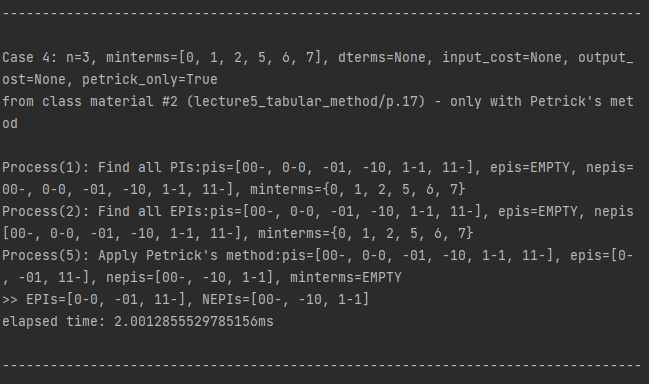 --------------------------------------------------------------------------------
Case 4: n=3, minterms=[0, 1, 2, 5, 6, 7], dterms=None, input_cost=None, output_
ost=None, petrick_only=True
from class material #2 (lecture5_tabular_method/p.17) - only with Petrick's met
od
Process(1): Find all PIs:pis=[00-, 0-0, -01, -10, 1-1, 11-], epis=EMPTY, nepis=
00-, 0-0, -01, -10, 1-1, 11-], minterms={0, 1, 2, 5, 6, 7}
Process(2): Find all EPIs:pis=[00-, 0-0, -01, -10, 1-1, 11-], epis=EMPTY, nepis
[00-, 0-0, -01, -10, 1-1, 11-], minterms={0, 1, 2, 5, 6, 7}
Process(5): Apply Petrick's method:pis=[00-, 0-0, -01, -10, 1-1, 11-], epis=[0-
, -01, 11-], nepis=[00-, -10, 1-1], minterms=EMPTY
>> EPIs=[0-0, -01, 11-], NEPIs=[00-, -10, 1-1]
elapsed time: 2.0012855529785156ms
--------------------------------------------------------------------------------